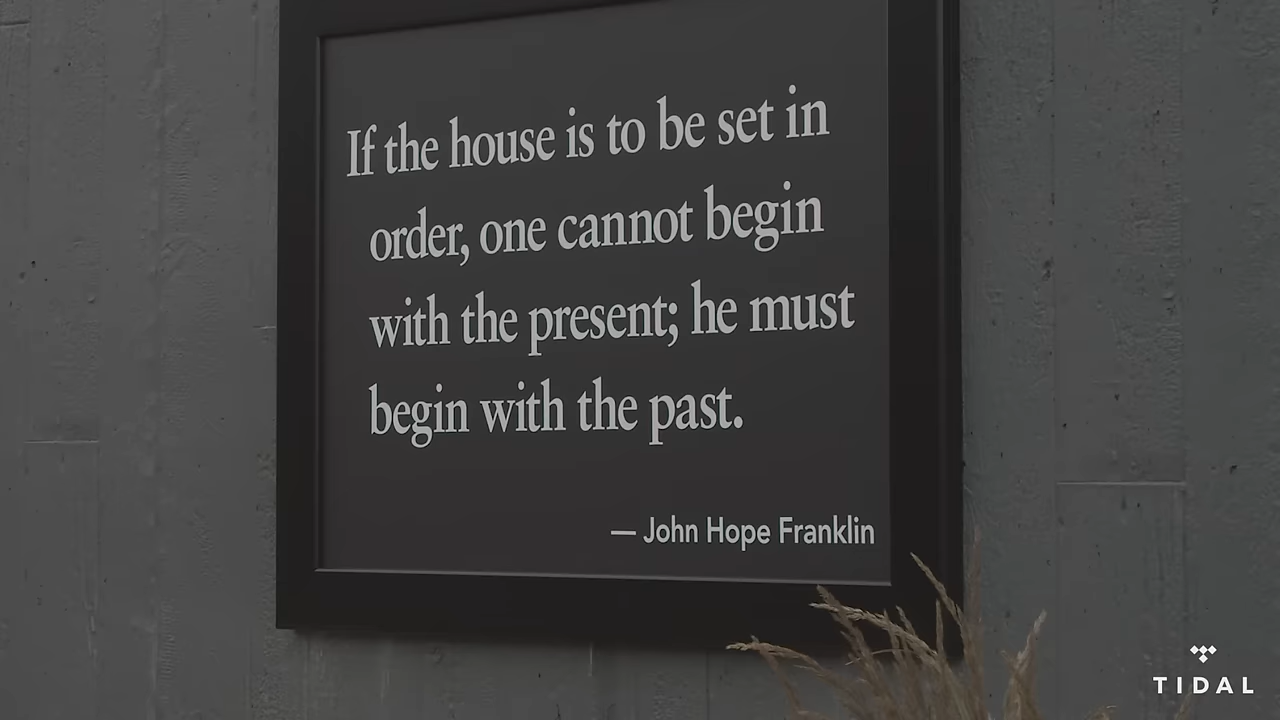 If the house is to be set in
order, one cannot begin
with the present; he must
begin with the past.
— John Hope Franklin
TIDAL